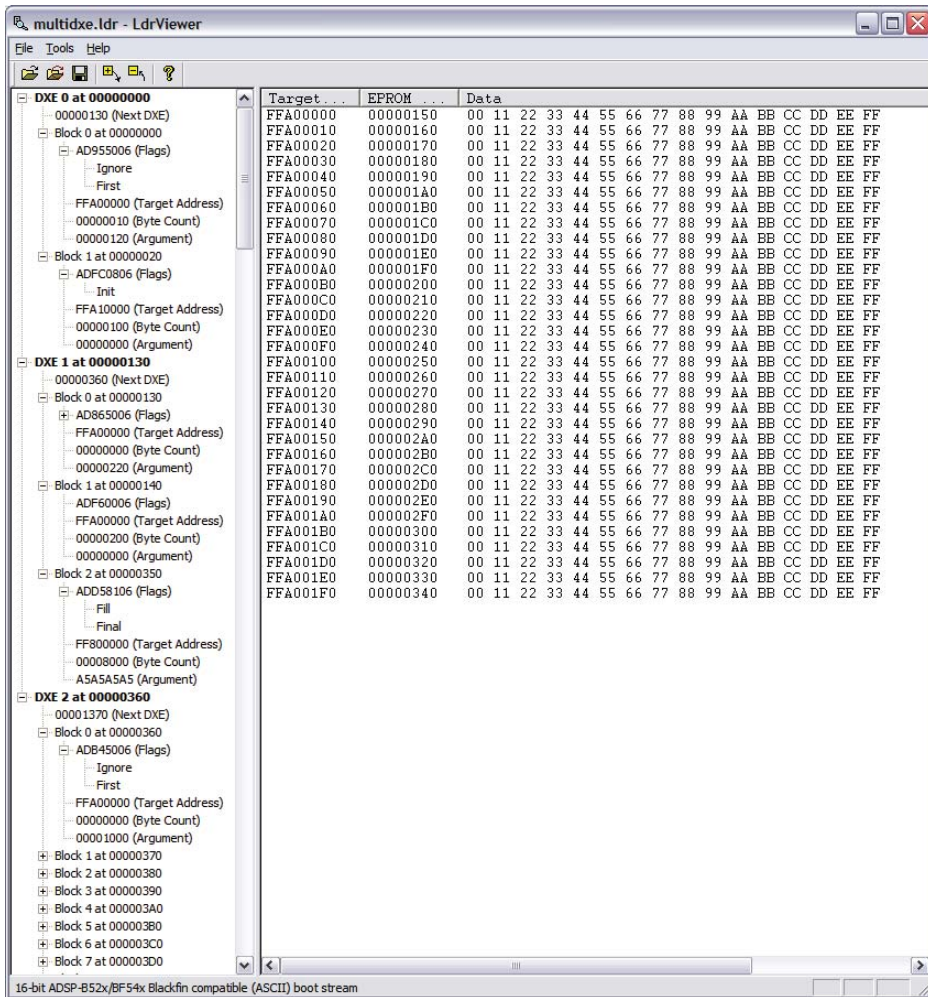 multidxe.ldr - LdrViewer
File Tools Help
DXE 0 at 00000000
00000130 (Next DXE)
Block 0 at 00000000
AD955006 (Flags)
Ignore
First
FFA00000 (Target Address)
00000010 (Byte Count)
00000120 (Argument)
Block 1 at 00000020
ADFC0806 (Flags)
Init
FFA10000 (Target Address)
00000100 (Byte Count)
00000000 (Argument)
DXE 1 at 00000130
00000360 (Next DXE)
Block 0 at 00000130
AD865006 (Flags)
FFA00000 (Target Address)
00000000 (Byte Count)
00000220 (Argument)
Block 1 at 00000140
ADF60006 (Flags)
FFA00000 (Target Address)
00000200 (Byte Count)
00000000 (Argument)
Block 2 at 00000350
ADD58106 (Flags)
Fill
Final
FF800000 (Target Address)
00008000 (Byte Count)
A5A5A5A5 (Argument)
DXE 2 at 00000360
00001370 (Next DXE)
Block 0 at 00000360
ADB45006 (Flags)
Ignore
First
FFA00000 (Target Address)
00000000 (Byte Count)
00001000 (Argument)
Block 1 at 00000370
Block 2 at 00000380
Block 3 at 00000390
Block 4 at 000003A0
Block 5 at 000003B0
Block 6 at 000003C0
Block 7 at 000003D0
Target... EPROM ... Data
FFA00000 00000150 00 11 22 33 44 55 66 77 88 99 AA BB CC DD EE FF
FFA00010 00000160 00 11 22 33 44 55 66 77 88 99 AA BB CC DD EE FF
FFA00020 00000170 00 11 22 33 44 55 66 77 88 99 AA BB CC DD EE FF
FFA00030 00000180 00 11 22 33 44 55 66 77 88 99 AA BB CC DD EE FF
FFA00040 00000190 00 11 22 33 44 55 66 77 88 99 AA BB CC DD EE FF
FFA00050 000001A0 00 11 22 33 44 55 66 77 88 99 AA BB CC DD EE FF
FFA00060 000001B0 00 11 22 33 44 55 66 77 88 99 AA BB CC DD EE FF
FFA00070 000001C0 00 11 22 33 44 55 66 77 88 99 AA BB CC DD EE FF
FFA00080 000001D0 00 11 22 33 44 55 66 77 88 99 AA BB CC DD EE FF
FFA00090 000001E0 00 11 22 33 44 55 66 77 88 99 AA BB CC DD EE FF
FFA000A0 000001F0 00 11 22 33 44 55 66 77 88 99 AA BB CC DD EE FF
FFA000B0 00000200 00 11 22 33 44 55 66 77 88 99 AA BB CC DD EE FF
FFA000C0 00000210 00 11 22 33 44 55 66 77 88 99 AA BB CC DD EE FF
FFA000D0 00000220 00 11 22 33 44 55 66 77 88 99 AA BB CC DD EE FF
FFA000E0 00000230 00 11 22 33 44 55 66 77 88 99 AA BB CC DD EE FF
FFA000F0 00000240 00 11 22 33 44 55 66 77 88 99 AA BB CC DD EE FF
FFA00100 00000250 00 11 22 33 44 55 66 77 88 99 AA BB CC DD EE FF
FFA00110 00000260 00 11 22 33 44 55 66 77 88 99 AA BB CC DD EE FF
FFA00120 00000270 00 11 22 33 44 55 66 77 88 99 AA BB CC DD EE FF
FFA00130 00000280 00 11 22 33 44 55 66 77 88 99 AA BB CC DD EE FF
FFA00140 00000290 00 11 22 33 44 55 66 77 88 99 AA BB CC DD EE FF
FFA00150 000002A0 00 11 22 33 44 55 66 77 88 99 AA BB CC DD EE FF
FFA00160 000002B0 00 11 22 33 44 55 66 77 88 99 AA BB CC DD EE FF
FFA00170 000002C0 00 11 22 33 44 55 66 77 88 99 AA BB CC DD EE FF
FFA00180 000002D0 00 11 22 33 44 55 66 77 88 99 AA BB CC DD EE FF
FFA00190 000002E0 00 11 22 33 44 55 66 77 88 99 AA BB CC DD EE FF
FFA001A0 000002F0 00 11 22 33 44 55 66 77 88 99 AA BB CC DD EE FF
FFA001B0 00000300 00 11 22 33 44 55 66 77 88 99 AA BB CC DD EE FF
FFA001C0 00000310 00 11 22 33 44 55 66 77 88 99 AA BB CC DD EE FF
FFA001D0 00000320 00 11 22 33 44 55 66 77 88 99 AA BB CC DD EE FF
FFA001E0 00000330 00 11 22 33 44 55 66 77 88 99 AA BB CC DD EE FF
FFA001F0 00000340 00 11 22 33 44 55 66 77 88 99 AA BB CC DD EE FF
16-bit ADSP-B52x/BF54x Blackfin compatible (ASCII) boot stream